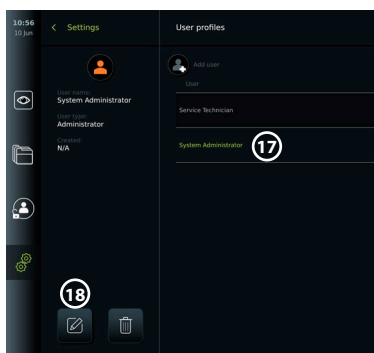 10:56
10 Jun
Settings
User profiles
Add user
User
User name:
System Administrator
User type:
Administrator
Created:
N/A
Service Technician
System Administrator
17
18